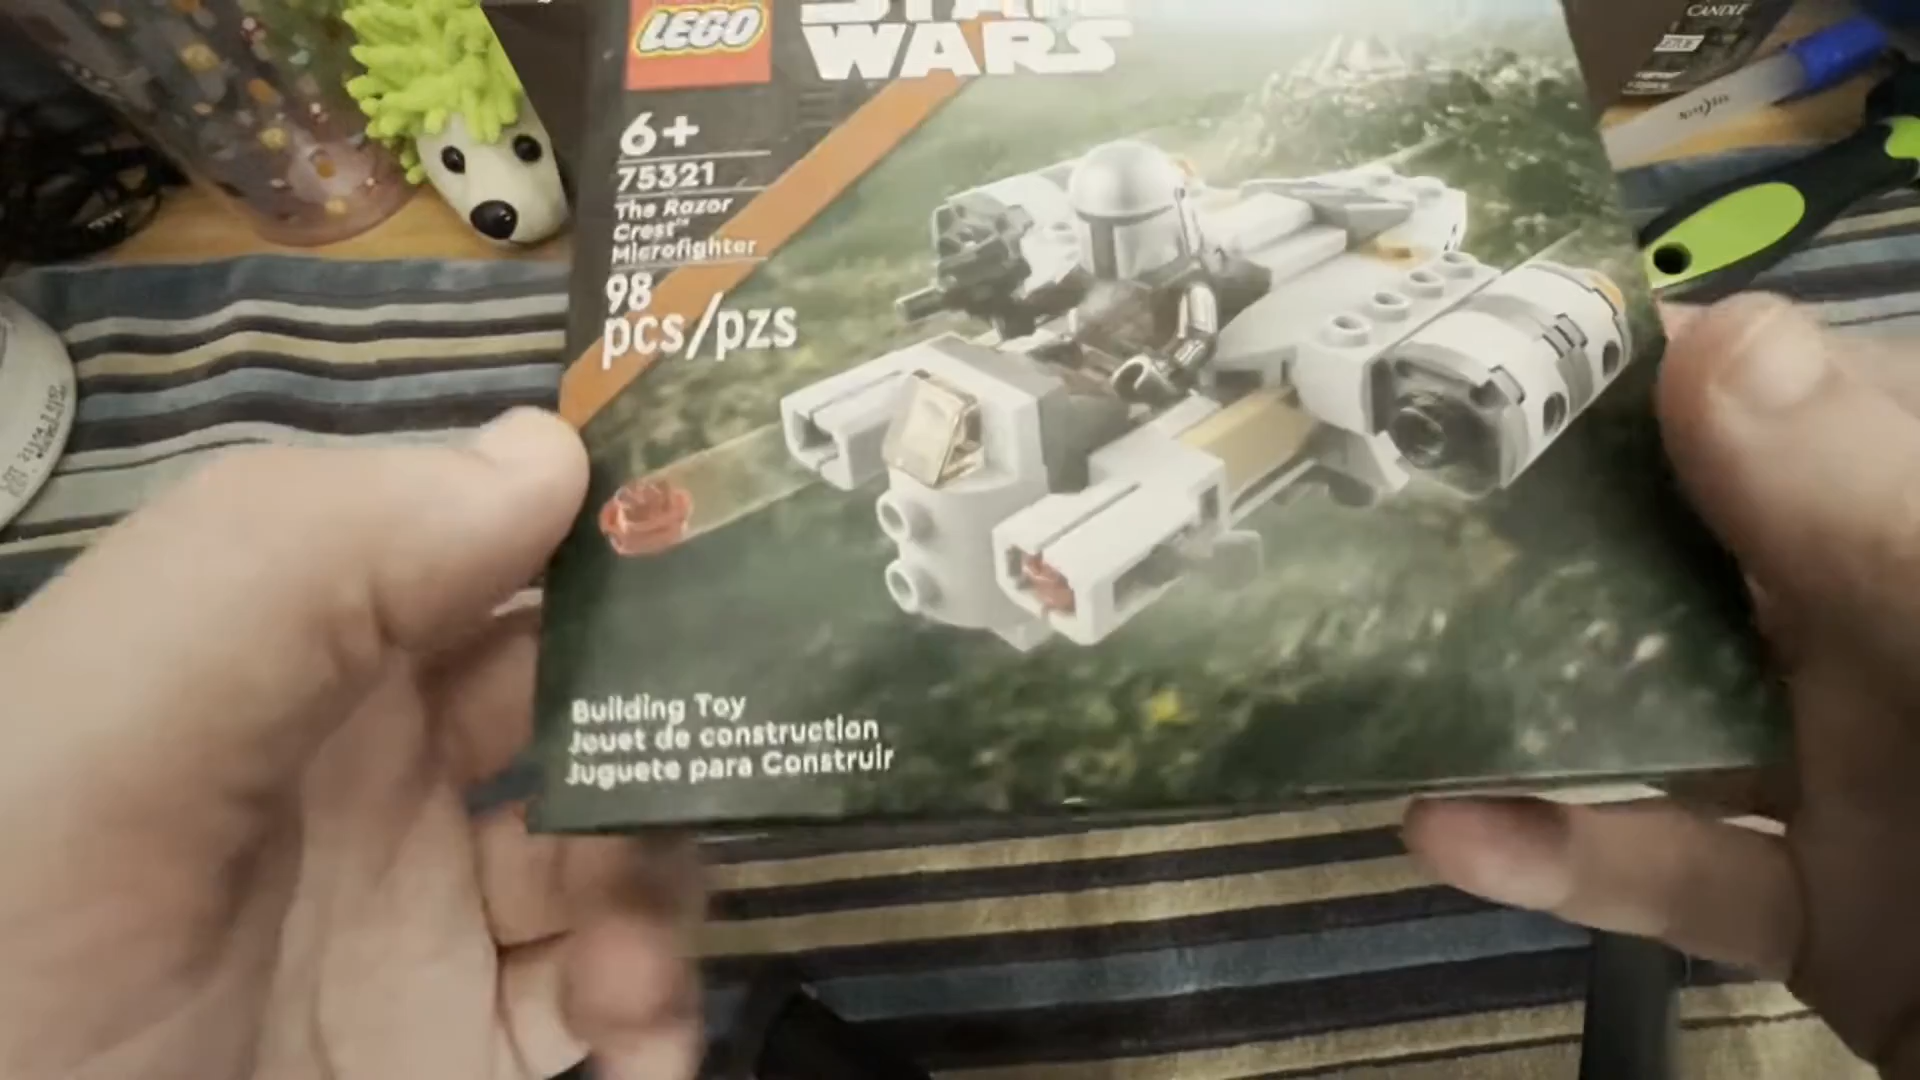 LEGO
STAR
WARS
6+
75321
The Razor
Crest™
Microfighter
98
pcs/pzs
Building Toy
Jouet de construction
Juguete para Construir
CANDLE